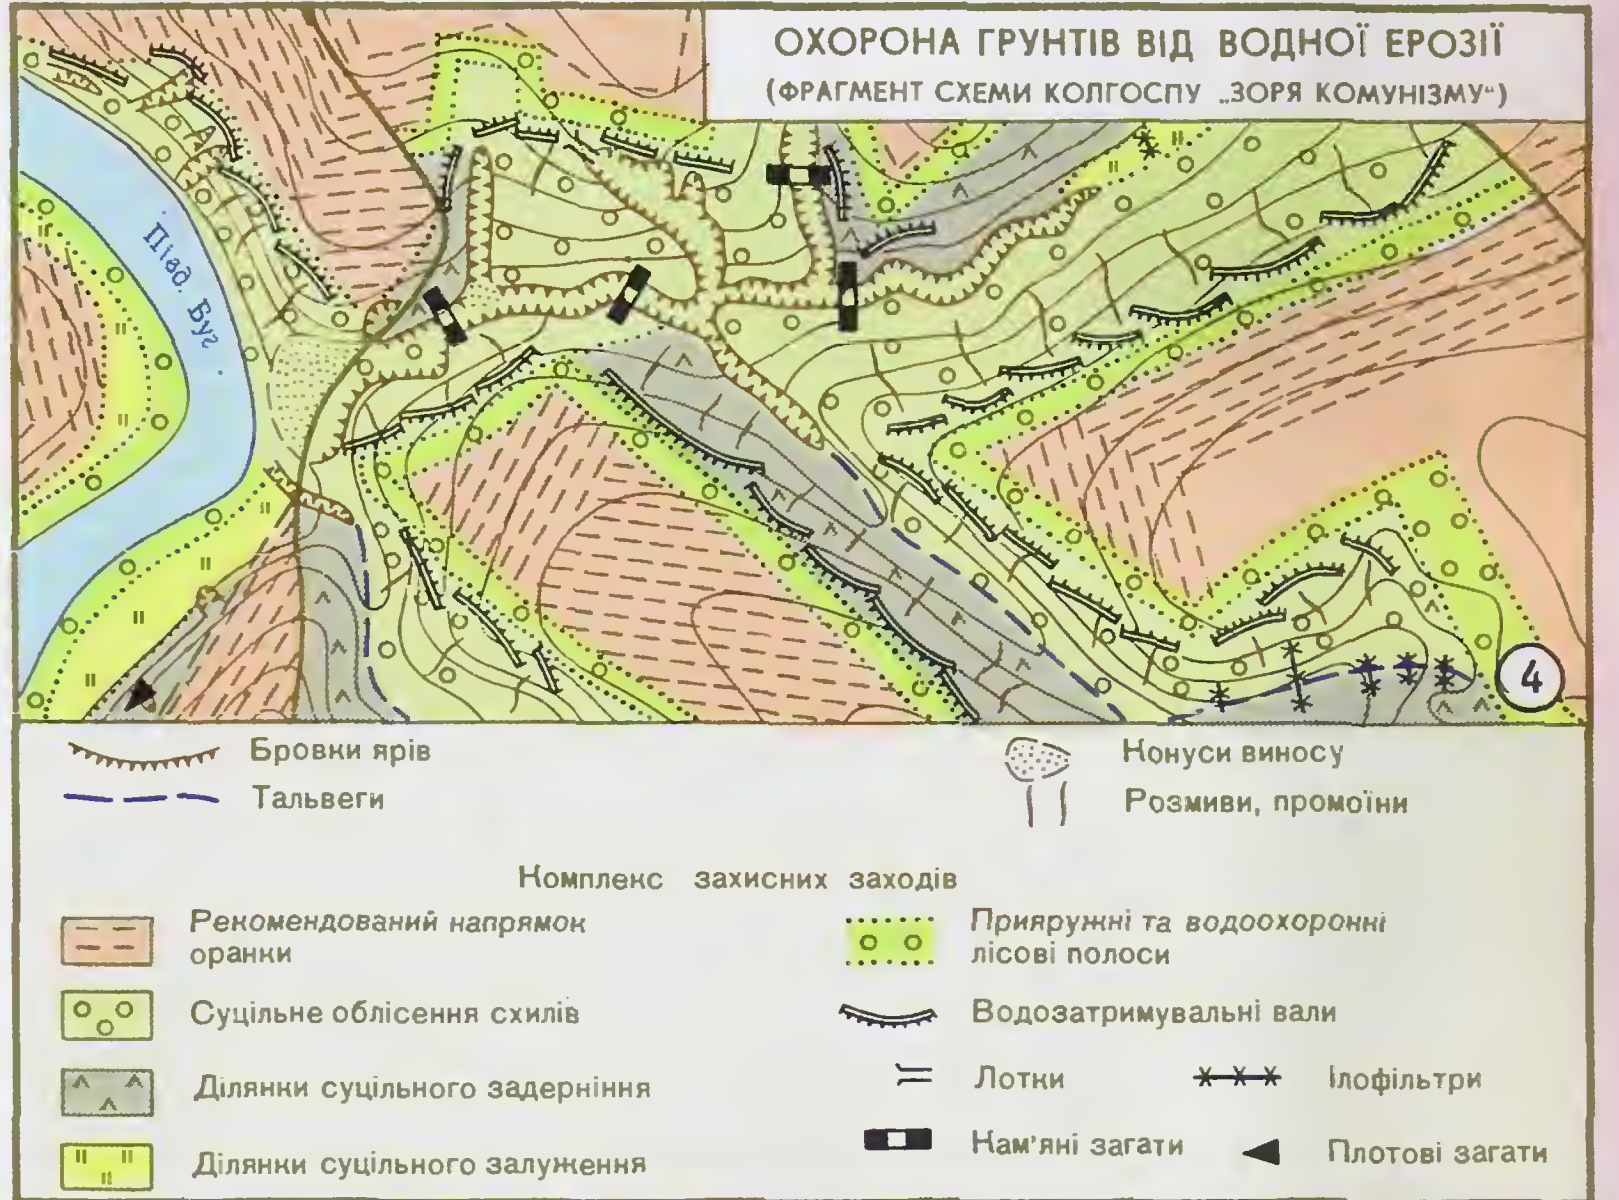 ОХОРОНА ГРУНТІВ ВІД ВОДНОЇ ЕРОЗІЇ
(ФРАГМЕНТ СХЕМИ КОЛГОСПУ „ЗОРЯ КОМУНІЗМУ“)
Півд. Буг
4
Бровки ярів
Тальвеги
Конуси виносу
Розмиви, промоїни
Комплекс захисних заходів
Рекомендований напрямок
оранки
Суцільне облісення схилів
Ділянки суцільного задерніння
Ділянки суцільного залуження
Прияружні та водоохоронні
лісові полоси
Водозатримувальні вали
Лотки
Ілофільтри
Кам'яні загати
Плотові загати